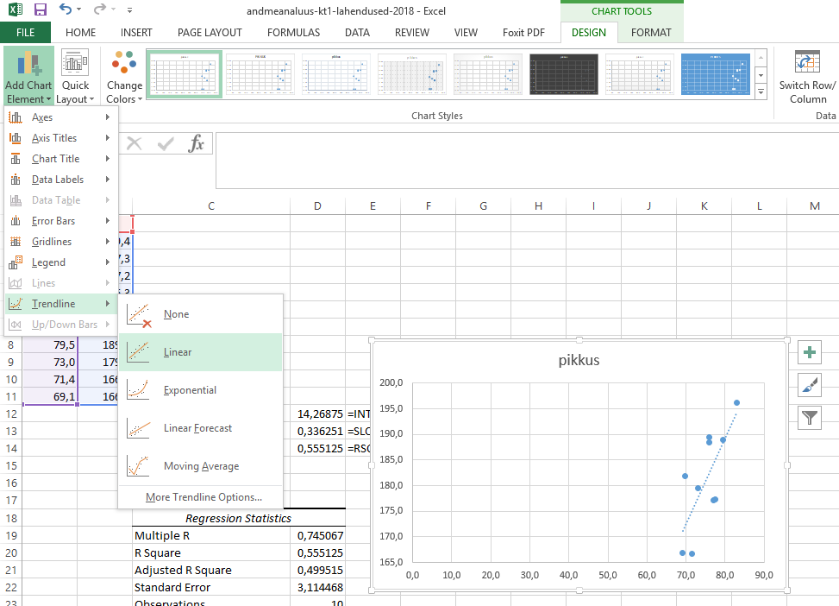 andmeanaluus-kt1-lahendused-2018 - Excel
CHART TOOLS
FILE HOME INSERT PAGE LAYOUT FORMULAS DATA REVIEW VIEW Foxit PDF DESIGN FORMAT
Add Chart Element
Quick Layout
Change Colors
Switch Row/ Column
Chart Styles
Data
Axes
Axis Titles
Chart Title
Data Labels
Data Table
Error Bars
Gridlines
Legend
Lines
Trendline
Up/Down Bars
None
Linear
Exponential
Linear Forecast
Moving Average
More Trendline Options...
fx
C D E F G H I J K L M
8 79,5 189
9 73,0 179
10 71,4 166
11 69,1 166
12 14,26875 =INT
13 0,336251 =SLO
14 0,555125 =RSQ
15
16
17
18 Regression Statistics
19 Multiple R 0,745067
20 R Square 0,555125
21 Adjusted R Square 0,499515
22 Standard Error 3,114468
23 Observations 10
pikkus
200,0
195,0
190,0
185,0
180,0
175,0
170,0
165,0
0,0 10,0 20,0 30,0 40,0 50,0 60,0 70,0 80,0 90,0